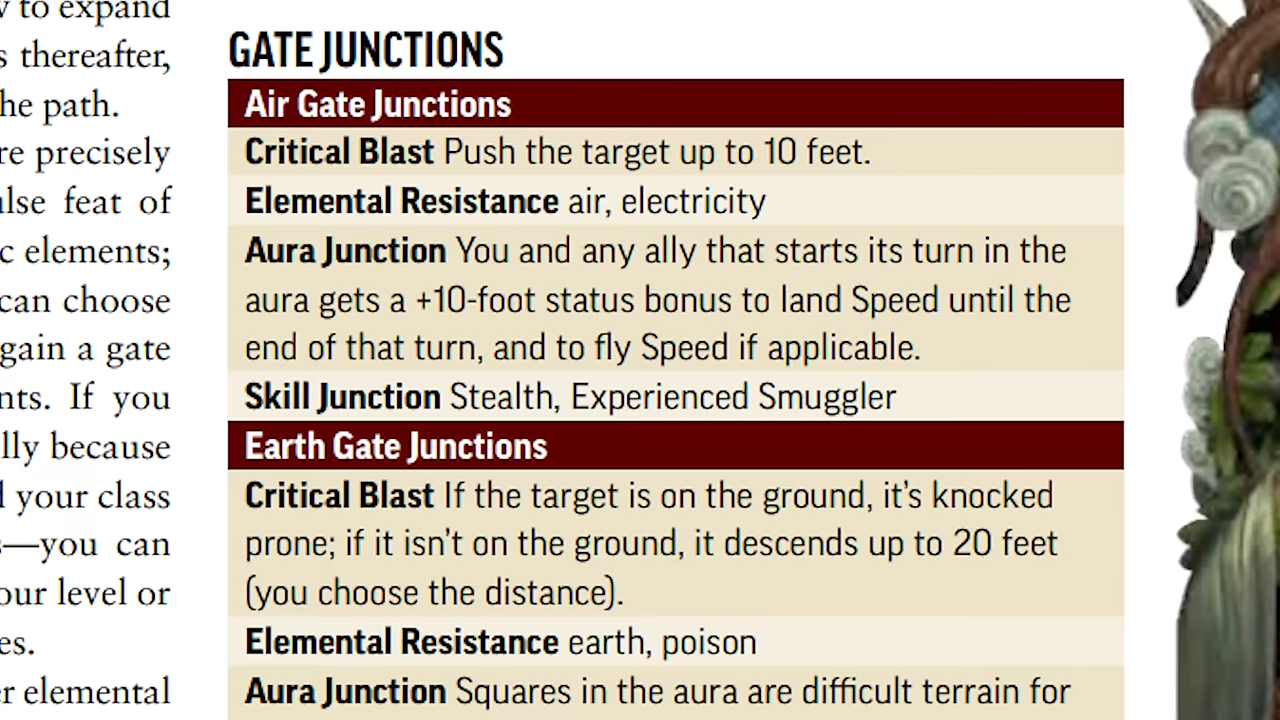 to expand
thereafter,
he path.
re precisely
ulse feat of
c elements;
can choose
gain a gate
nts. If you
lly because
your class
—you can
our level or
es.
er elemental
GATE JUNCTIONS
Air Gate Junctions
Critical Blast Push the target up to 10 feet.
Elemental Resistance air, electricity
Aura Junction You and any ally that starts its turn in the
aura gets a +10-foot status bonus to land Speed until the
end of that turn, and to fly Speed if applicable.
Skill Junction Stealth, Experienced Smuggler
Earth Gate Junctions
Critical Blast If the target is on the ground, it's knocked
prone; if it isn't on the ground, it descends up to 20 feet
(you choose the distance).
Elemental Resistance earth, poison
Aura Junction Squares in the aura are difficult terrain for